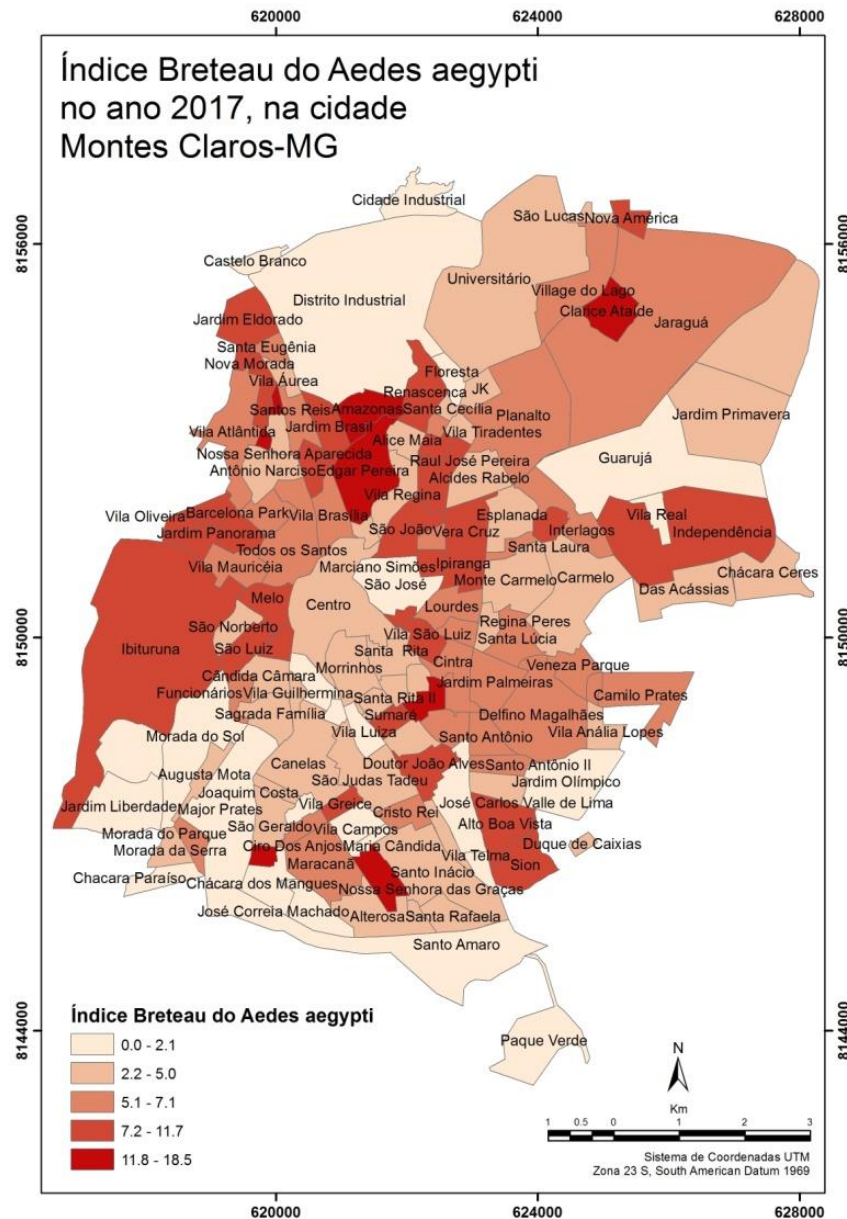 620000
624000
628000
Índice Breteau do Aedes aegypti
no ano 2017, na cidade
Montes Claros-MG
Cidade Industrial
São Lucas
Nova América
8156000
8156000
Castelo Branco
Universitário
Village do Lago
Distrito Industrial
Clarice Ataíde
Jardim Eldorado
Jaraguá
Santa Eugênia
Nova Morada
Floresta
Vila Áurea
Renascença
JK
Santos Reis
Amazonas
Santa Cecília
Planalto
Jardim Primavera
Jardim Brasil
Vila Atlântida
Alice Maia
Vila Tiradentes
Nossa Senhora Aparecida
Raul José Pereira
Guarujá
Antônio Narciso
Edgar Pereira
Alcides Rabelo
Vila Regina
Barcelona Park
Vila Oliveira
Vila Brasília
Esplanada
Vila Real
Jardim Panorama
São João
Vera Cruz
Interlagos
Independência
Todos os Santos
Santa Laura
Vila Mauricéia
Marciano Simões
Ipiranga
São José
Monte Carmelo
Carmelo
Chácara Ceres
Das Acássias
Melo
Centro
Lourdes
São Norberto
Regina Peres
8150000
8150000
Ibituruna
São Luiz
Santa Rita
Vila São Luiz
Santa Lúcia
Morrinhos
Cintra
Veneza Parque
Cândida Câmara
Jardim Palmeiras
Funcionários
Vila Guilhermina
Santa Rita II
Camilo Prates
Sagrada Família
Sumaré
Delfino Magalhães
Morada do Sol
Vila Luiza
Santo Antônio
Vila Anália Lopes
Canelas
Doutor João Alves
Santo Antônio II
Augusta Mota
São Judas Tadeu
Jardim Olímpico
Joaquim Costa
Jardim Liberdade
Major Prates
Vila Greice
Cristo Rei
José Carlos Valle de Lima
São Geraldo
Vila Campos
Alto Boa Vista
Morada do Parque
Morada da Serra
Ciro Dos Anjos
Maria Cândida
Duque de Caixias
Maracanã
Vila Telma
Sion
Chacara Paraíso
Chácara dos Mangues
Santo Inácio
Nossa Senhora das Graças
José Correia Machado
Alterosa
Santa Rafaela
Santo Amaro
Índice Breteau do Aedes aegypti
0.0 - 2.1
2.2 - 5.0
5.1 - 7.1
7.2 - 11.7
11.8 - 18.5
8144000
8144000
Paque Verde
N
Km
1 0.5 0 1 2 3
Sistema de Coordenadas UTM
Zona 23 S, South American Datum 1969
620000
624000
628000